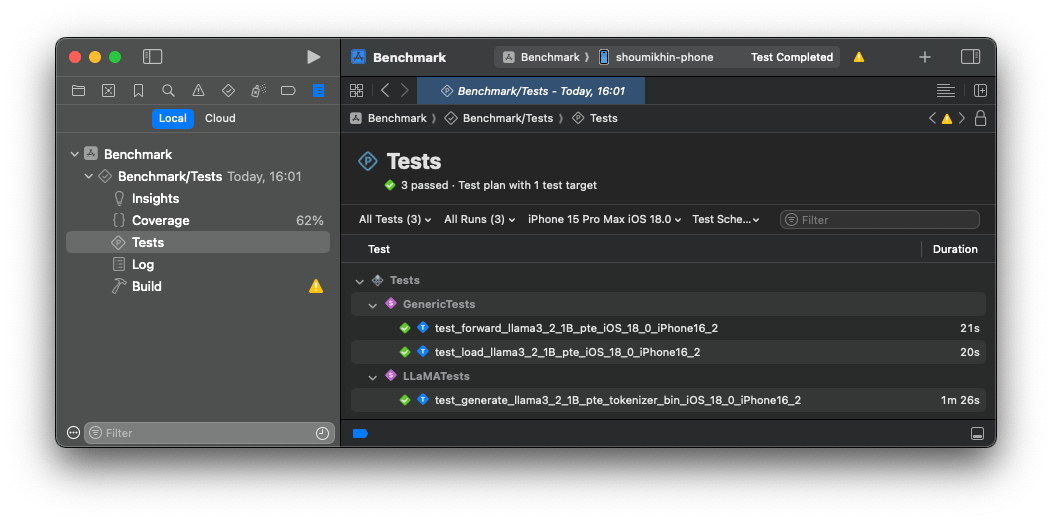 Benchmark
Benchmark 〉 shoumikhin-phone Test Completed
Benchmark/Tests - Today, 16:01
Local Cloud
Benchmark 〉 Benchmark/Tests 〉 Tests
Benchmark
Benchmark/Tests Today, 16:01
Insights
Coverage 62%
Tests
Log
Build
Filter
Tests
3 passed · Test plan with 1 test target
All Tests (3) All Runs (3) iPhone 15 Pro Max iOS 18.0 Test Sche... Filter
Test Duration
Tests
GenericTests
test_forward_llama3_2_1B_pte_iOS_18_0_iPhone16_2 21s
test_load_llama3_2_1B_pte_iOS_18_0_iPhone16_2 20s
LLaMATests
test_generate_llama3_2_1B_pte_tokenizer_bin_iOS_18_0_iPhone16_2 1m 26s